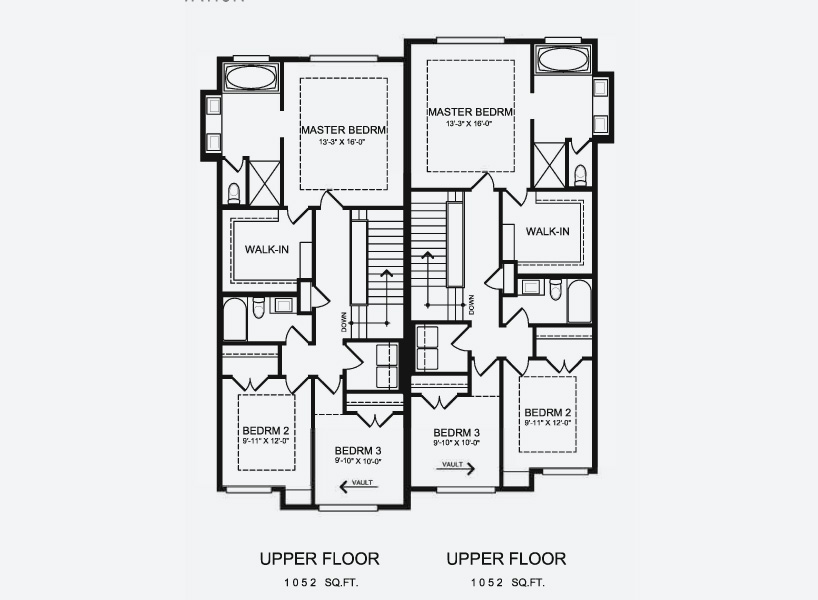 MASTER BEDRM
13'-3" X 16'-0"
WALK-IN
DOWN
BEDRM 2
9'-11" X 12'-0"
BEDRM 3
9'-10" X 10'-0"
VAULT
MASTER BEDRM
13'-3" X 16'-0"
WALK-IN
DOWN
BEDRM 2
9'-11" X 12'-0"
BEDRM 3
9'-10" X 10'-0"
VAULT
UPPER FLOOR
1052 SQ.FT.
UPPER FLOOR
1052 SQ.FT.